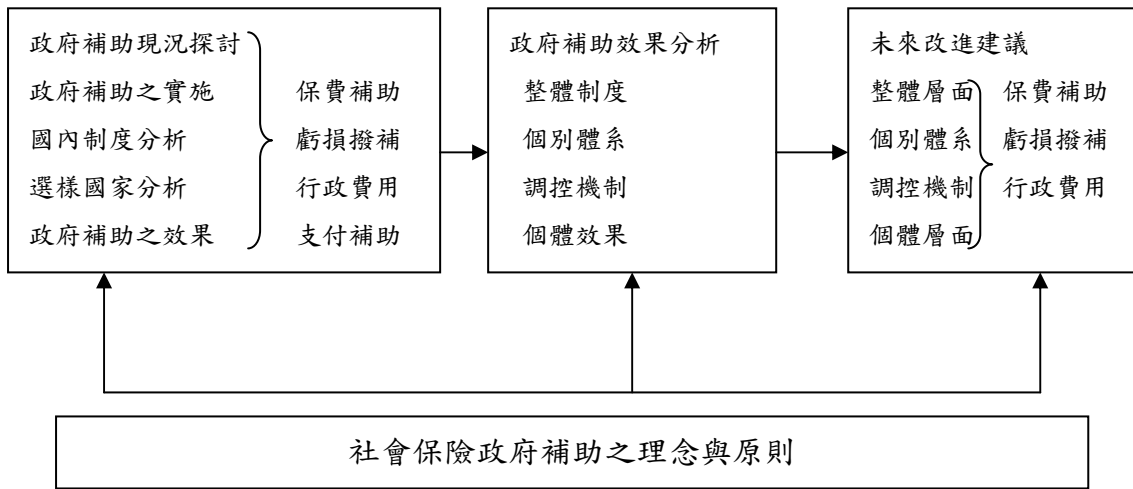 政府補助現況探討
政府補助之實施 保費補助
國內制度分析 虧損撥補
選樣國家分析 行政費用
政府補助之效果 支付補助
政府補助效果分析
整體制度
個別體系
調控機制
個體效果
未來改進建議
整體層面 保費補助
個別體系 虧損撥補
調控機制 行政費用
個體層面
社會保險政府補助之理念與原則